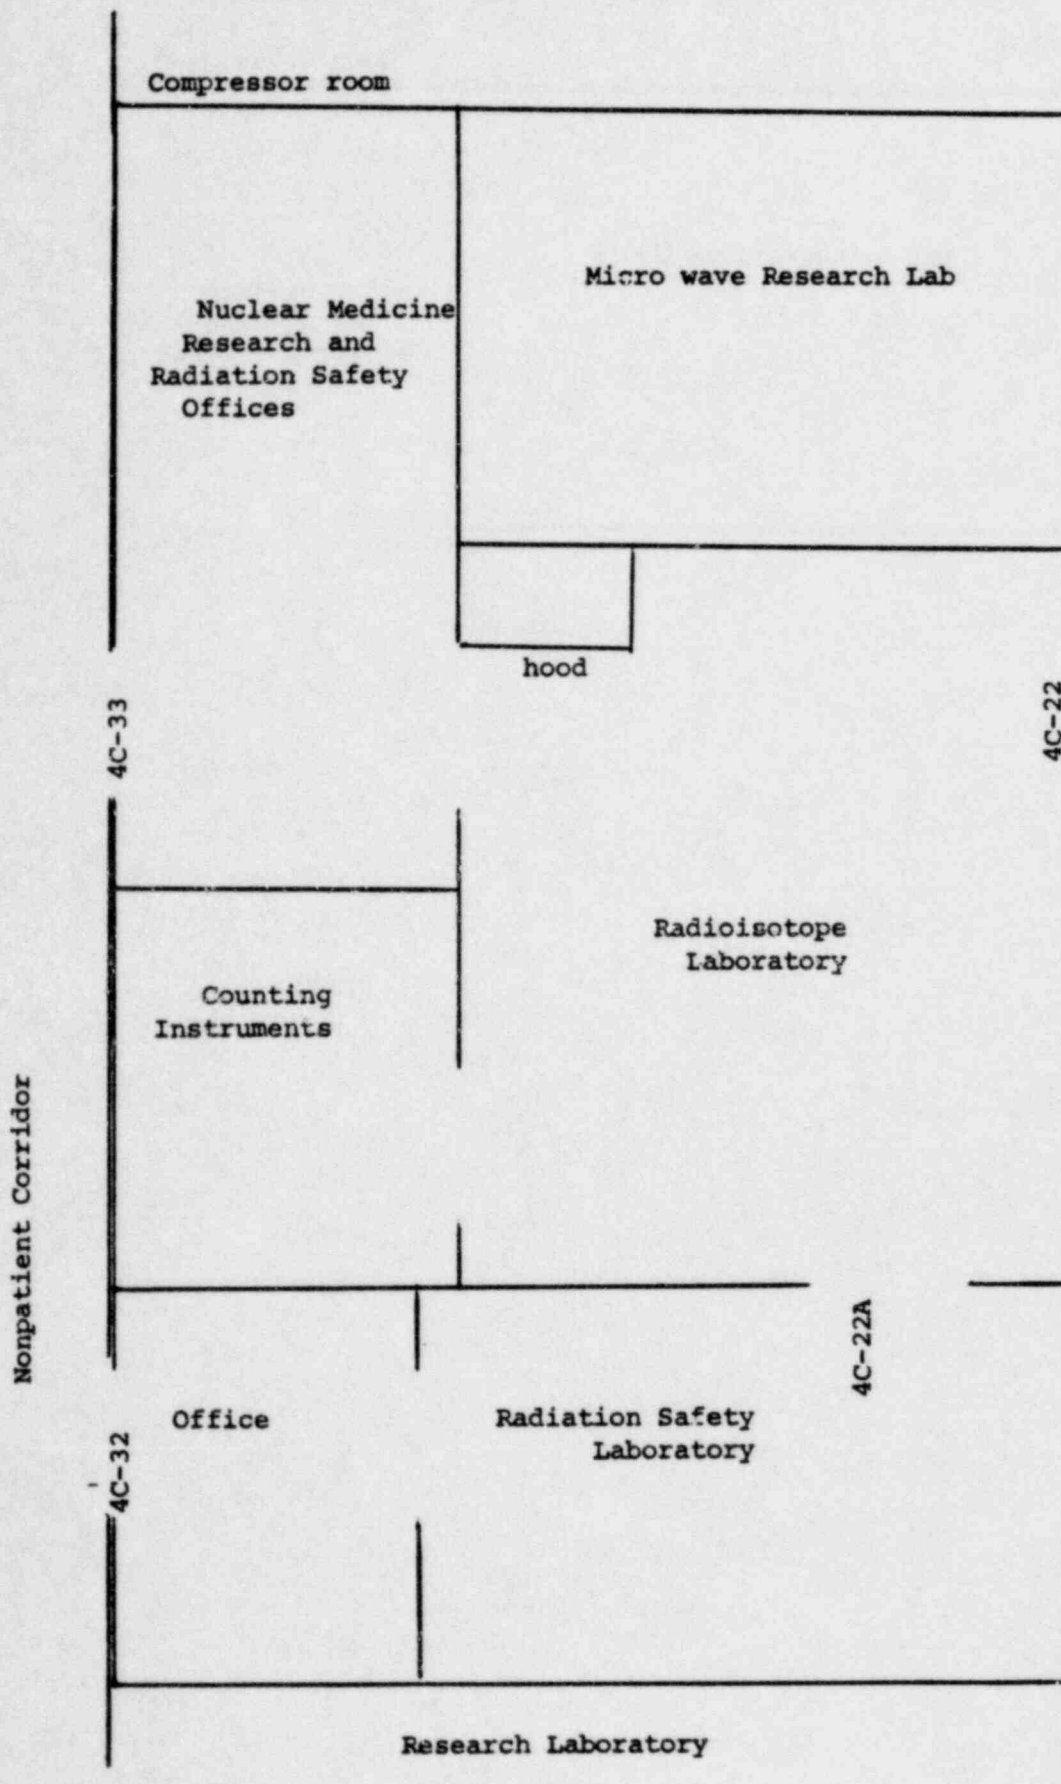 Compressor room
Micro wave Research Lab
Nuclear Medicine
Research and
Radiation Safety
Offices
hood
4C-33
4C-22
Radioisotope
Laboratory
Counting
Instruments
Nonpatient Corridor
4C-22A
Office
Radiation Safety
Laboratory
4C-32
Research Laboratory